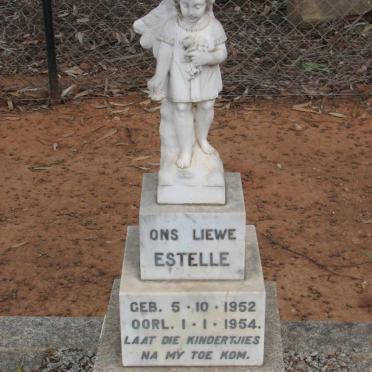 ONS LIEWE
ESTELLE
GEB. 5·10·1952
OORL. 1·1·1954.
LAAT DIE KINDERTJIES
NA MY TOE KOM.